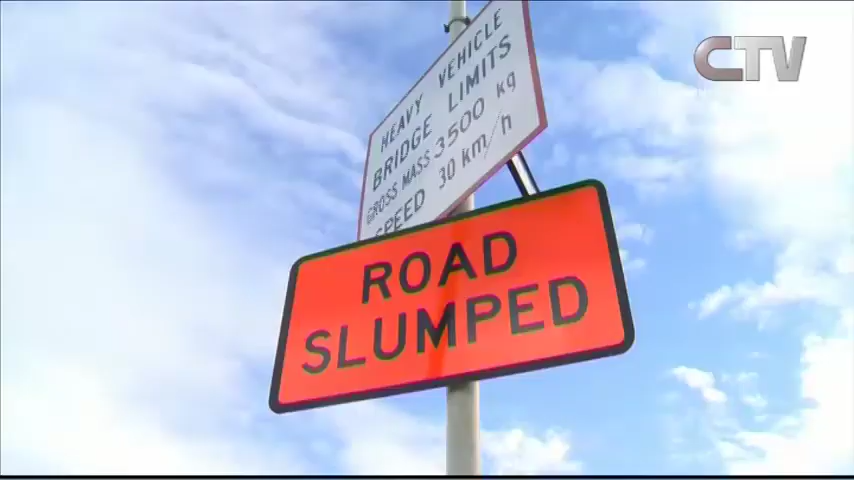 CTV
HEAVY VEHICLE
BRIDGE LIMITS
GROSS MASS 3500 kg
SPEED 30 km/h
ROAD
SLUMPED